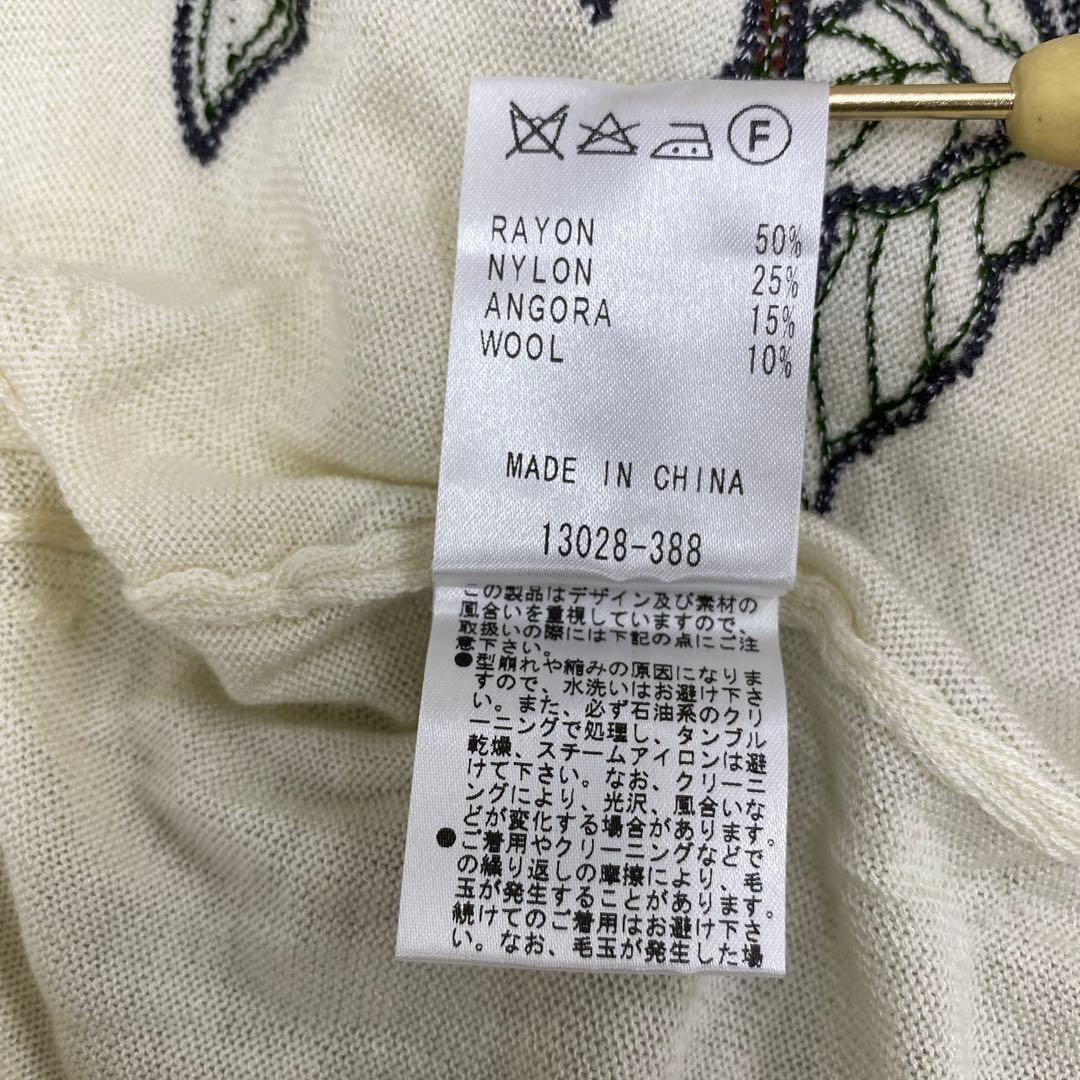 F
RAYON 50%
NYLON 25%
ANGORA 15%
WOOL 10%
MADE IN CHINA
13028-388
この製品はデザイン及び素材の
風合いを重視していますので、
取扱いの際には下記の点にご注
意下さい。
●型崩れや縮みの原因になりま
すので、水洗いはお避け下さ
い。また、必ず石油系のクリ
ーニングで処理し、タンブル
乾燥、スチームアイロンは避
けて下さい。なお、クリーニ
ングにより、光沢、風合いな
どが変化する場合があります。
●ご着用やクリーニングなどで
の繰り返しの摩擦により、毛
玉が発生することがあります。
続けてのご着用はお避け下さ
い。なお、毛玉が発生した場